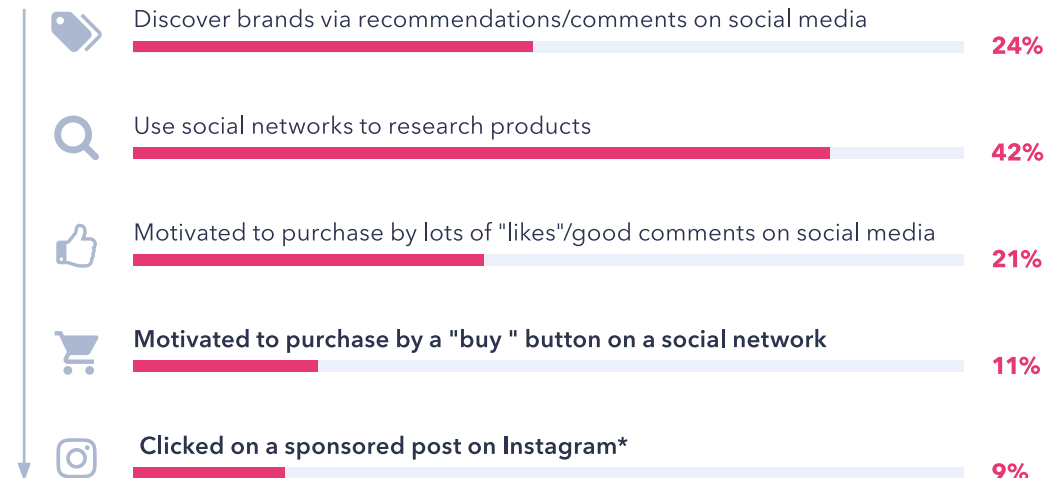 Discover brands via recommendations/comments on social media
24%
Use social networks to research products
42%
Motivated to purchase by lots of "likes"/good comments on social media
21%
Motivated to purchase by a "buy " button on a social network
11%
Clicked on a sponsored post on Instagram*
9%